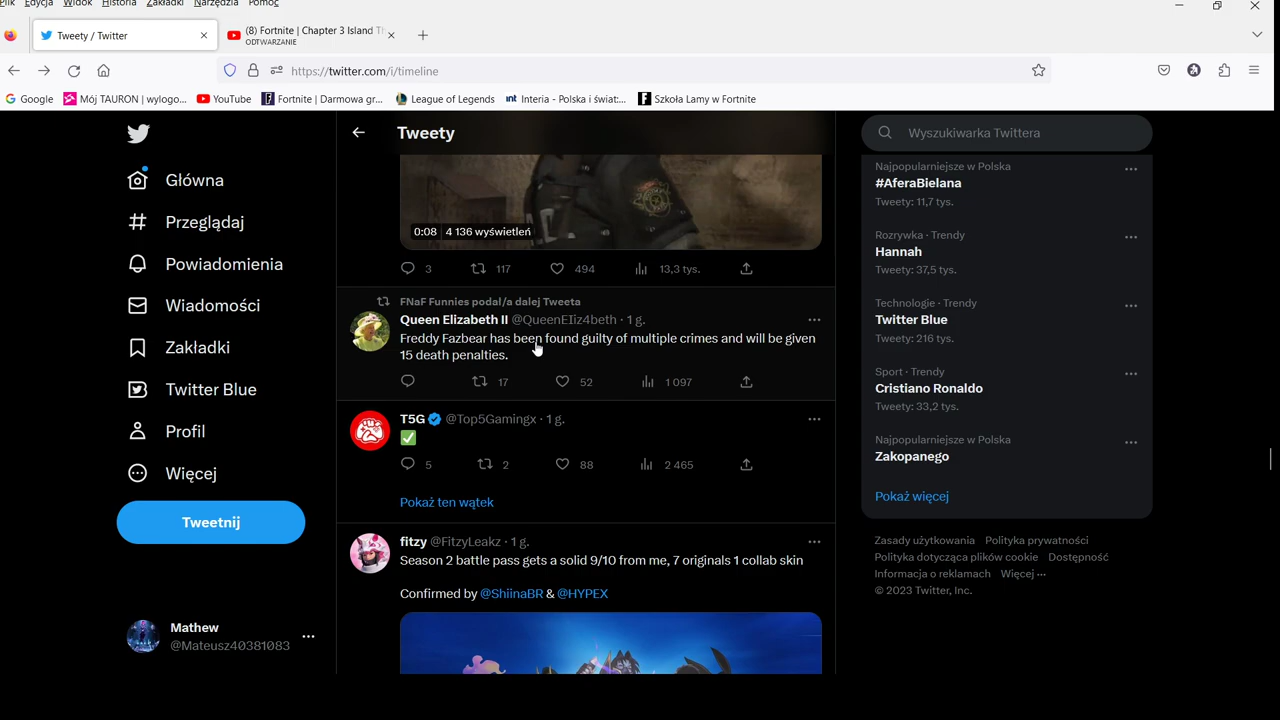 Plik Edycja Widok Historia Zakładki Narzędzia Pomoc
Tweety / Twitter
(8) Fortnite | Chapter 3 Island Th
ODTWARZANIE
https://twitter.com/i/timeline
Google
Mój TAURON | wylogo...
YouTube
Fortnite | Darmowa gr...
League of Legends
int Interia - Polska i świat:...
Szkoła Lamy w Fortnite
Główna
Przeglądaj
Powiadomienia
Wiadomości
Zakładki
Twitter Blue
Profil
Więcej
Tweetnij
Mathew
@Mateusz40381083
Tweety
0:08 4 136 wyświetleń
3 117 494 13,3 tys.
FNaF Funnies podał/a dalej Tweeta
Queen Elizabeth II @QueenEIiz4beth · 1 g.
Freddy Fazbear has been found guilty of multiple crimes and will be given
15 death penalties.
17 52 1 097
T5G @Top5Gamingx · 1 g.
5 2 88 2 465
Pokaż ten wątek
fitzy @FitzyLeakz · 1 g.
Season 2 battle pass gets a solid 9/10 from me, 7 originals 1 collab skin
Confirmed by @ShiinaBR & @HYPEX
Wyszukiwarka Twittera
Najpopularniejsze w Polska
#AferaBielana
Tweety: 11,7 tys.
Rozrywka · Trendy
Hannah
Tweety: 37,5 tys.
Technologie · Trendy
Twitter Blue
Tweety: 216 tys.
Sport · Trendy
Cristiano Ronaldo
Tweety: 33,2 tys.
Najpopularniejsze w Polska
Zakopanego
Pokaż więcej
Zasady użytkowania Polityka prywatności
Polityka dotycząca plików cookie Dostępność
Informacja o reklamach Więcej ···
© 2023 Twitter, Inc.